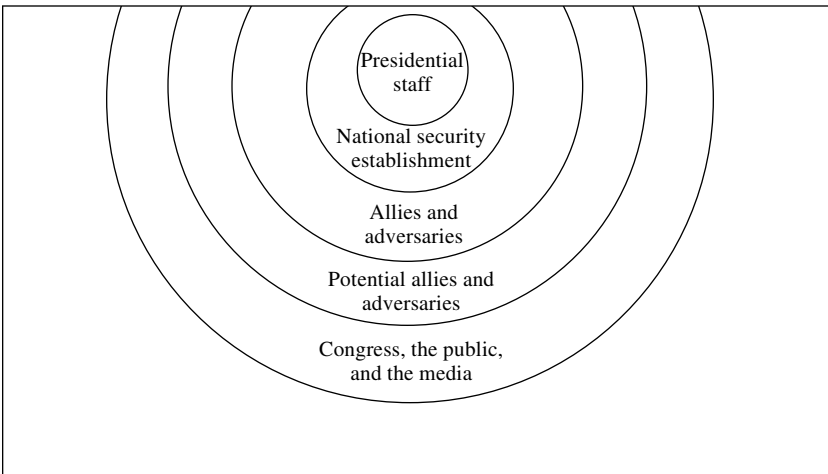 Presidential
staff
National security
establishment
Allies and
adversaries
Potential allies and
adversaries
Congress, the public,
and the media